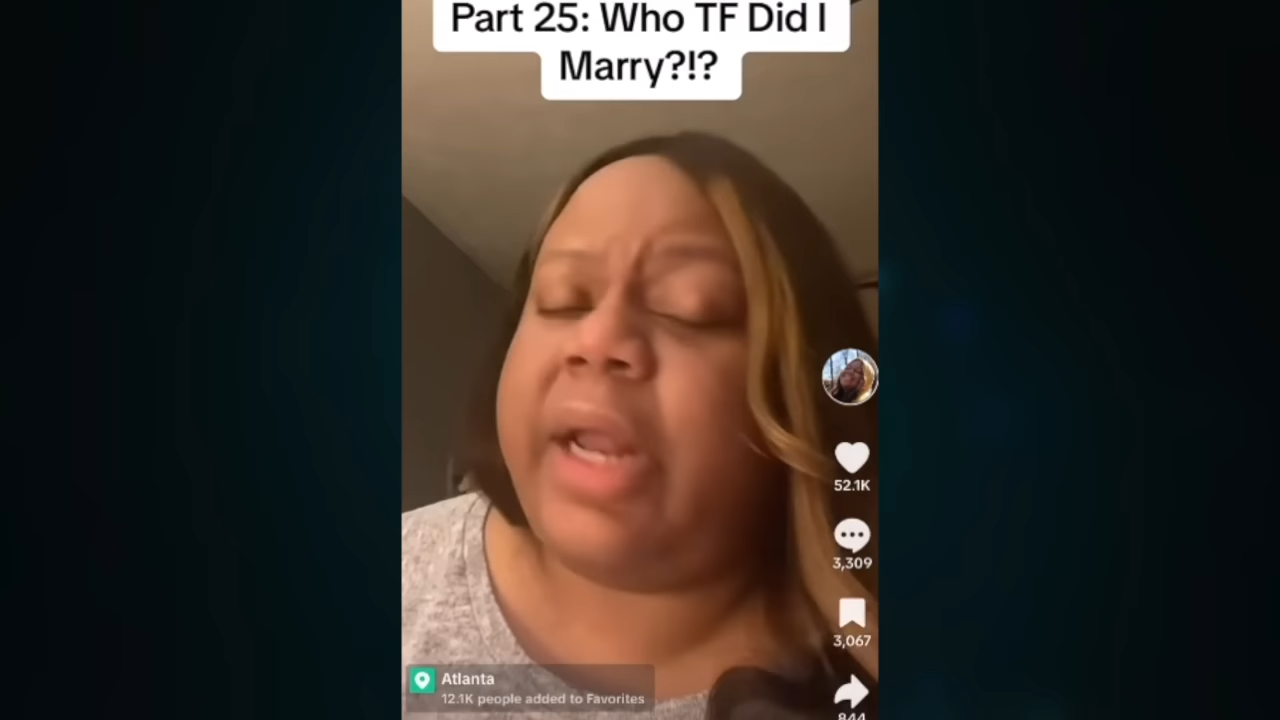 Part 25: Who TF Did I
Marry?!?
52.1K
3,309
3,067
Atlanta
12.1K people added to Favorites
844